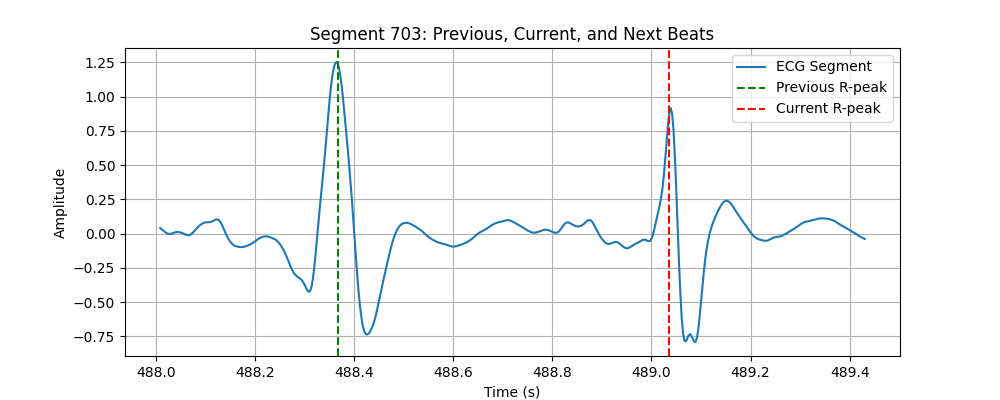 Segment 703: Previous, Current, and Next Beats
ECG Segment
Previous R-peak
Current R-peak
Amplitude
1.25
1.00
0.75
0.50
0.25
0.00
−0.25
−0.50
−0.75
488.0 488.2 488.4 488.6 488.8 489.0 489.2 489.4
Time (s)